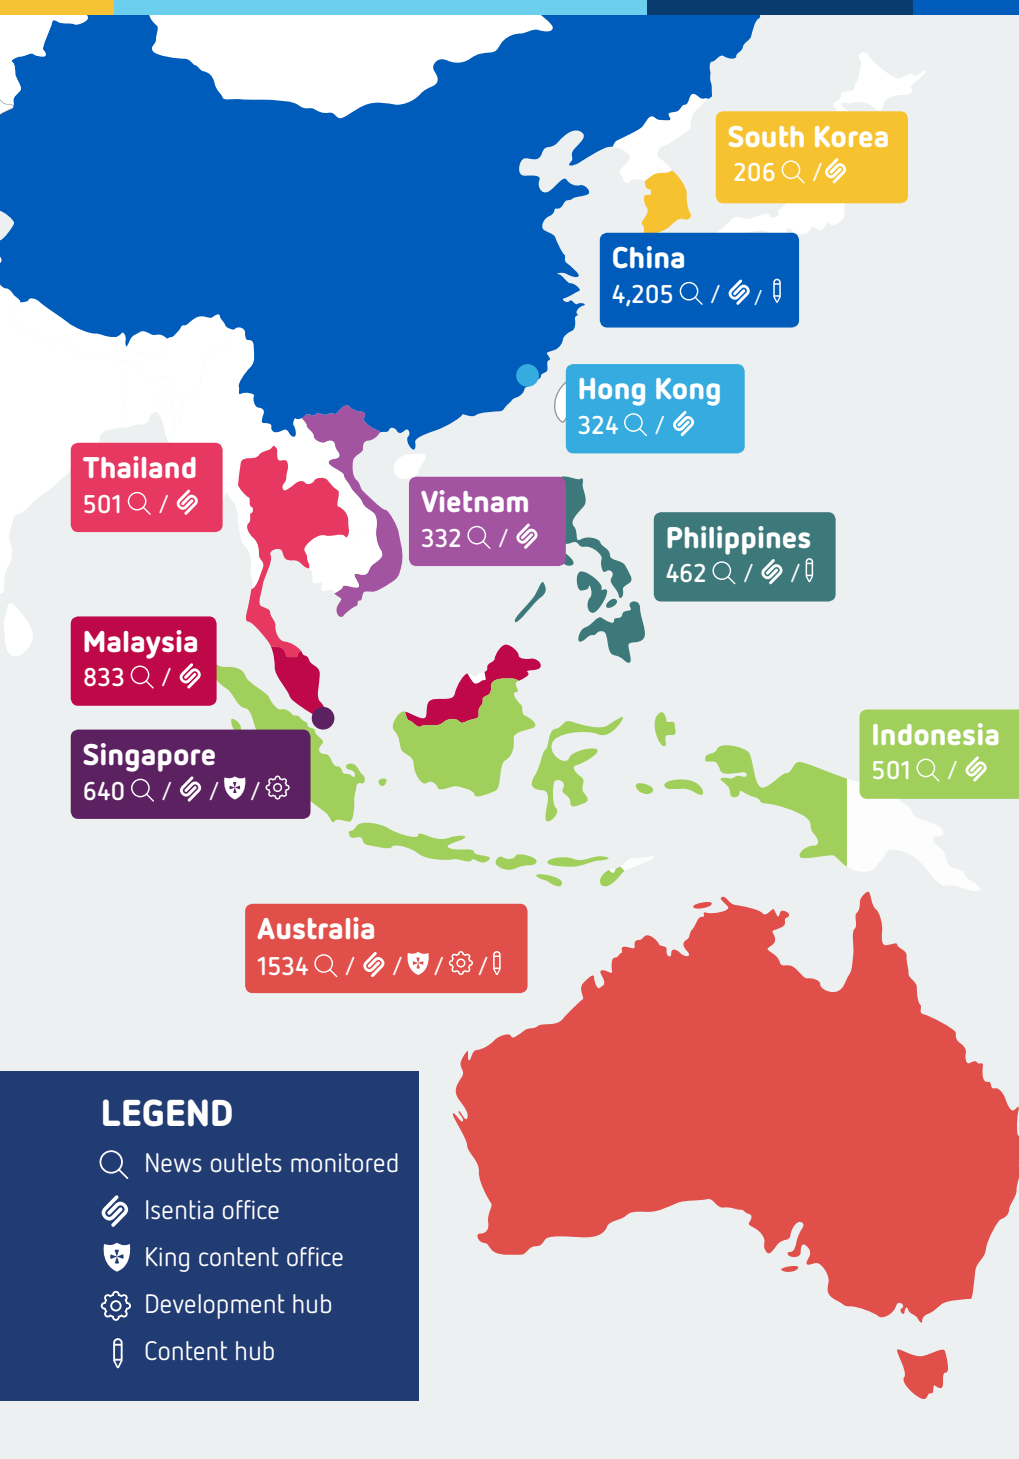 South Korea
206 /
China
4,205 / /
Hong Kong
324 /
Thailand
501 /
Vietnam
332 /
Philippines
462 / /
Malaysia
833 /
Indonesia
501 /
Singapore
640 / / /
Australia
1534 / / / /
LEGEND
News outlets monitored
Isentia office
King content office
Development hub
Content hub